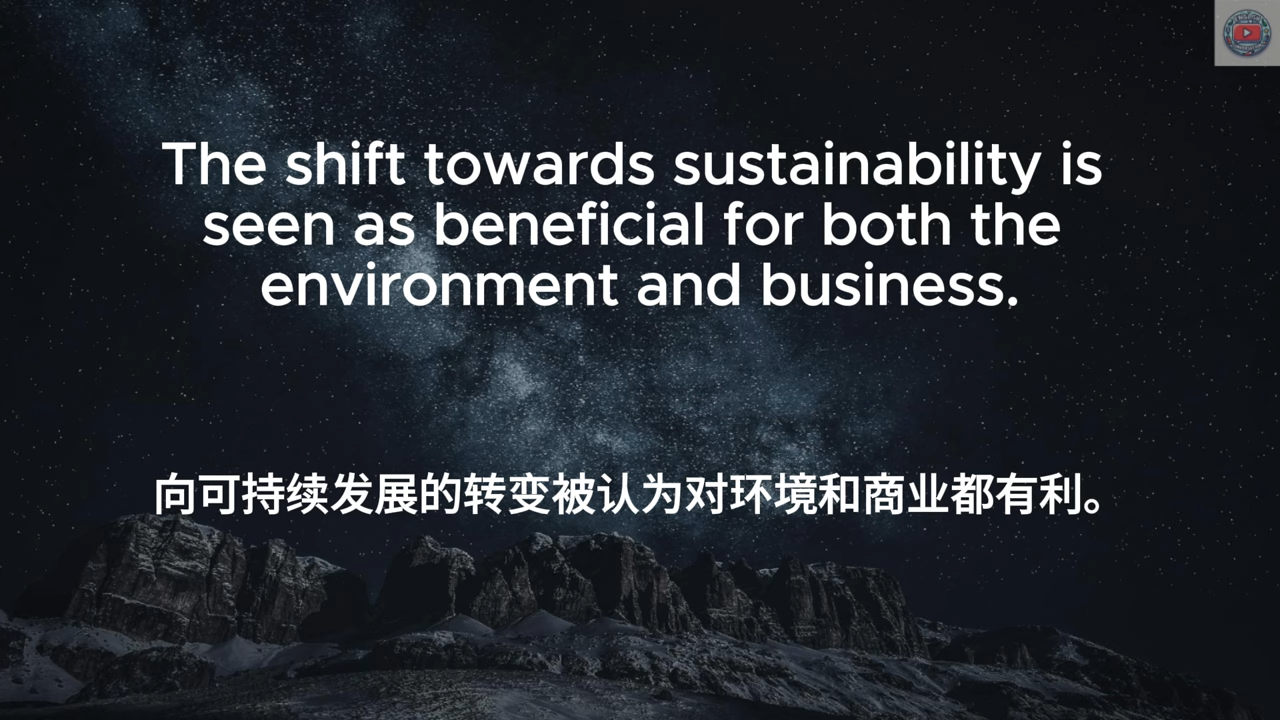 The shift towards sustainability is
seen as beneficial for both the
environment and business.
向可持续发展的转变被认为对环境和商业都有利。